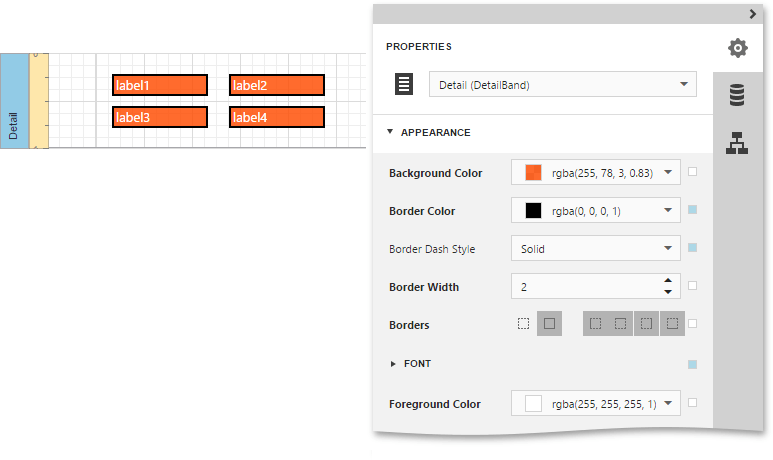 Detail
0
label1
label2
label3
label4
PROPERTIES
Detail (DetailBand)
APPEARANCE
Background Color
rgba(255, 78, 3, 0.83)
Border Color
rgba(0, 0, 0, 1)
Border Dash Style
Solid
Border Width
2
Borders
FONT
Foreground Color
rgba(255, 255, 255, 1)